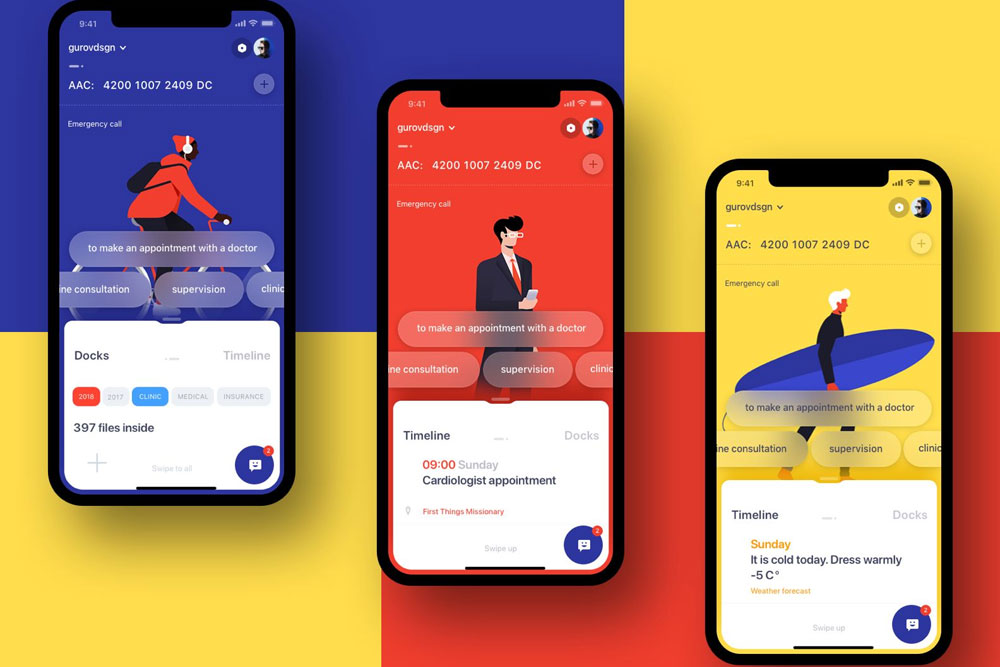 9:41
gurovdsgn
AAC: 4200 1007 2409 DC
+
Emergency call
to make an appointment with a doctor
ine consultation
supervision
clinic
Docks
Timeline
2018
2017
CLINIC
MEDICAL
INSURANCE
397 files inside
+
Swipe to all
2
9:41
gurovdsgn
AAC: 4200 1007 2409 DC
+
Emergency call
to make an appointment with a doctor
ine consultation
supervision
clinic
Timeline
Docks
09:00 Sunday
Cardiologist appointment
First Things Missionary
Swipe up
2
9:41
gurovdsgn
AAC: 4200 1007 2409 DC
+
Emergency call
to make an appointment with a doctor
ine consultation
supervision
clinic
Timeline
Docks
Sunday
It is cold today. Dress warmly
-5 C°
Weather forecast
Swipe up
2